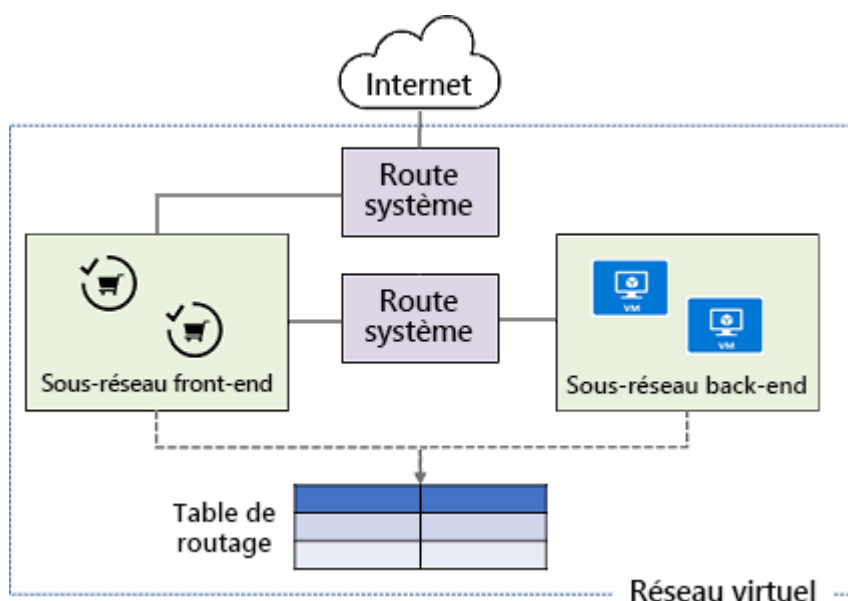 Internet
Route
système
Route
système
VM
VM
Sous-réseau front-end
Sous-réseau back-end
Table de
routage
Réseau virtuel